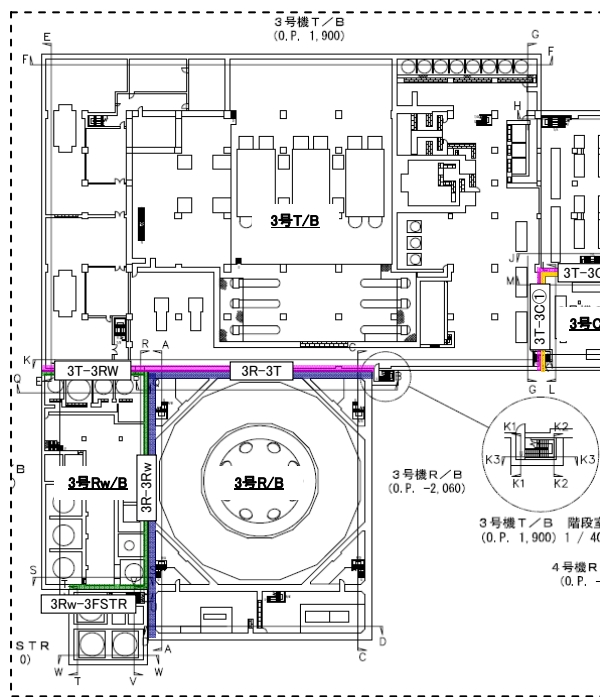 3号機T/B
(O.P. 1,900)
E
G
F
F
H
3号T/B
J
M
3T-3C
3T-3C①
3号C
R
A
C
K
3T-3RW
3R-3T
Q
E
G
L
K1
K2
K3
K3
K1
K2
B
3号Rw/B
3R-3Rw
3号R/B
3号機R/B
(O.P. -2,060)
3号機T/B 階段室
(O.P. 1,900) 1 / 40
4号機R
(O.P. -
S
T
3Rw-3FSTR
STR
0)
A
C
D
W
W
T
V